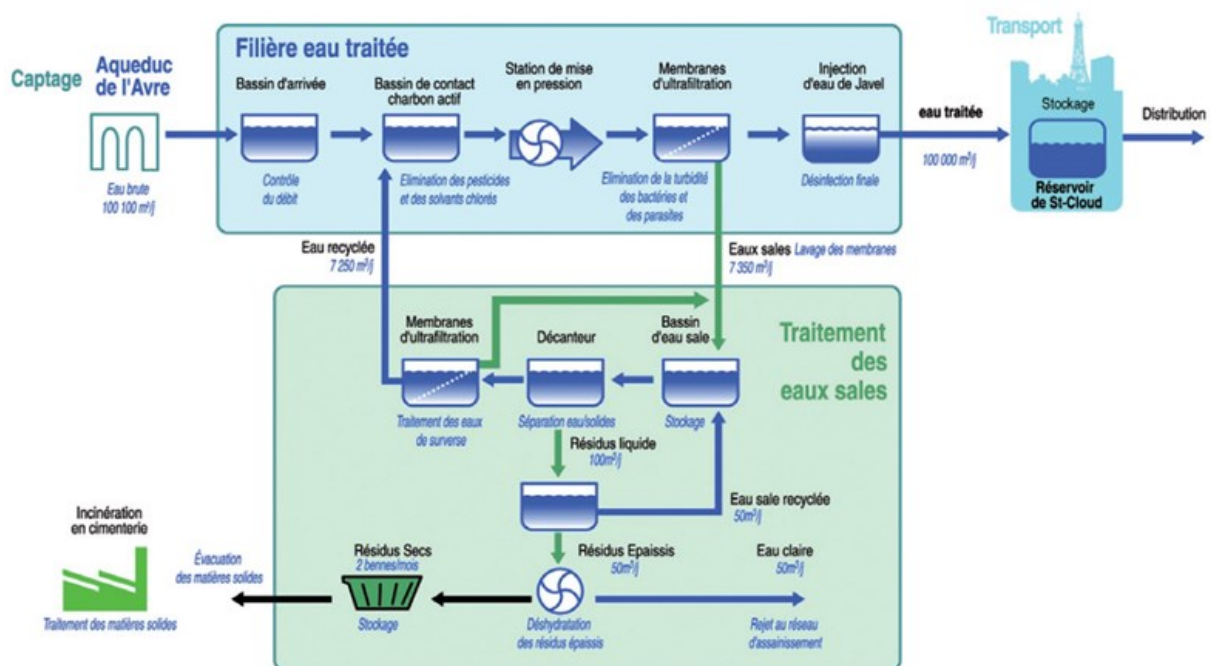 Captage
Aqueduc
de l'Avre
Eau brute
100 100 m³/j
Filière eau traitée
Bassin d'arrivée
Contrôle
du débit
Bassin de contact
charbon actif
Elimination des pesticides
et des solvants chlorés
Station de mise
en pression
Membranes
d'ultrafiltration
Elimination de la turbidité
des bactéries et
des parasites
Injection
d'eau de Javel
Désinfection finale
eau traitée
100 000 m³/j
Transport
Stockage
Réservoir
de St-Cloud
Distribution
Eau recyclée
7 250 m³/j
Eaux sales Lavage des membranes
7 350 m³/j
Traitement
des
eaux sales
Membranes
d'ultrafiltration
Traitement des eaux
de surverse
Décanteur
Séparation eau/solides
Bassin
d'eau sale
Stockage
Résidus liquide
100m³/j
Eau sale recyclée
50m³/j
Résidus Epaissis
50m³/j
Eau claire
50m³/j
Résidus Secs
2 bennes/mois
Stockage
Déshydratation
des résidus épaissis
Rejet au réseau
d'assainissement
Incinération
en cimenterie
Évacuation
des matières solides
Traitement des matières solides